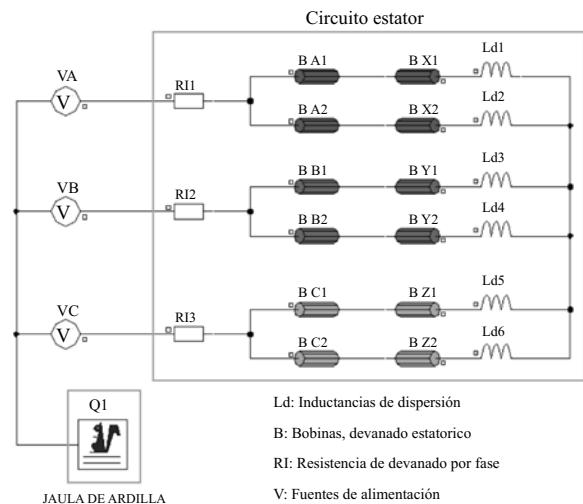 Circuito estator
VA
V
RI1
B A1
B X1
Ld1
B A2
B X2
Ld2
VB
V
RI2
B B1
B Y1
Ld3
B B2
B Y2
Ld4
VC
V
RI3
B C1
B Z1
Ld5
B C2
B Z2
Ld6
Q1
JAULA DE ARDILLA
Ld: Inductancias de dispersión
B: Bobinas, devanado estatorico
RI: Resistencia de devanado por fase
V: Fuentes de alimentación